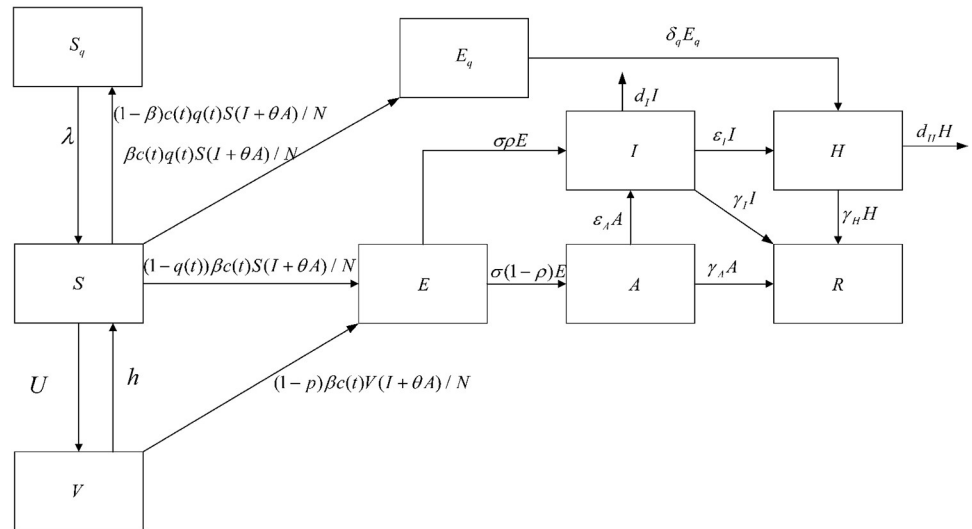 S_q
E_q
δ_q E_q
d_I I
(1−β)c(t)q(t)S(I+θA)/N
λ
βc(t)q(t)S(I+θA)/N
σρE
I
ε_I I
H
d_H H
ε_A A
γ_I I
γ_H H
S
(1−q(t))βc(t)S(I+θA)/N
E
σ(1−ρ)E
A
γ_A A
R
U
h
(1−p)βc(t)V(I+θA)/N
V